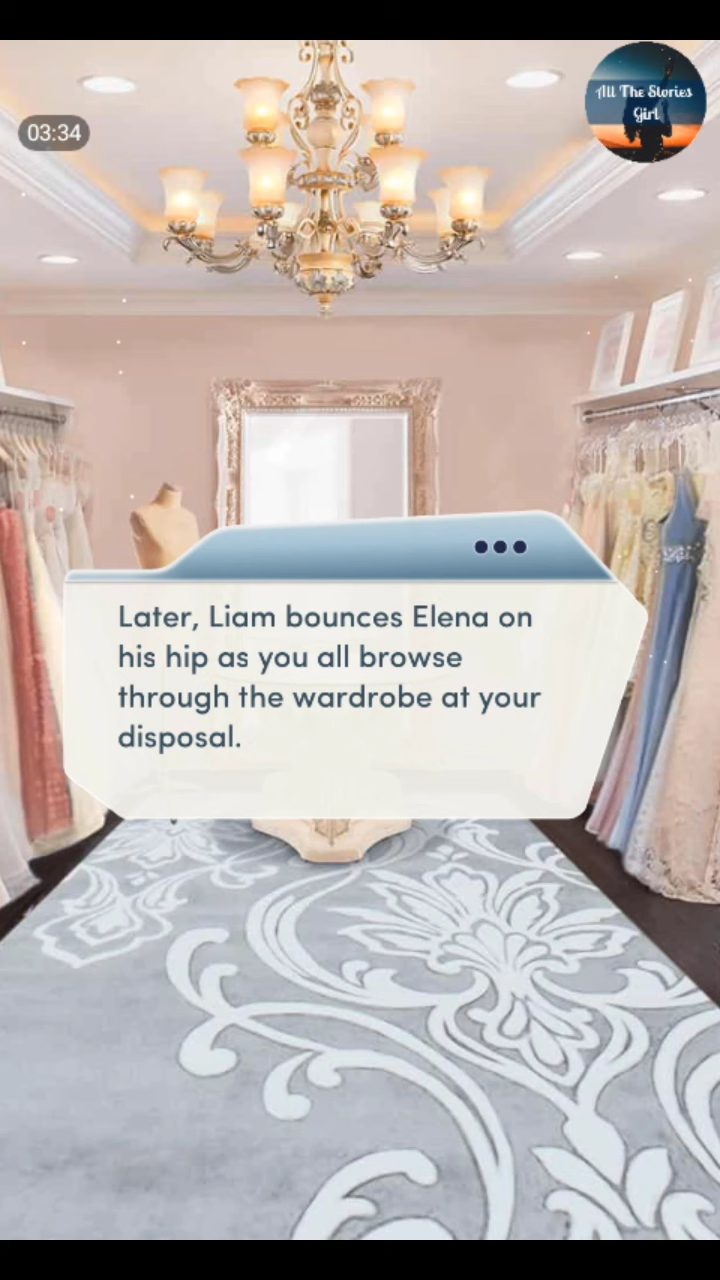 All The Stories
Girl
03:34
Later, Liam bounces Elena on
his hip as you all browse
through the wardrobe at your
disposal.